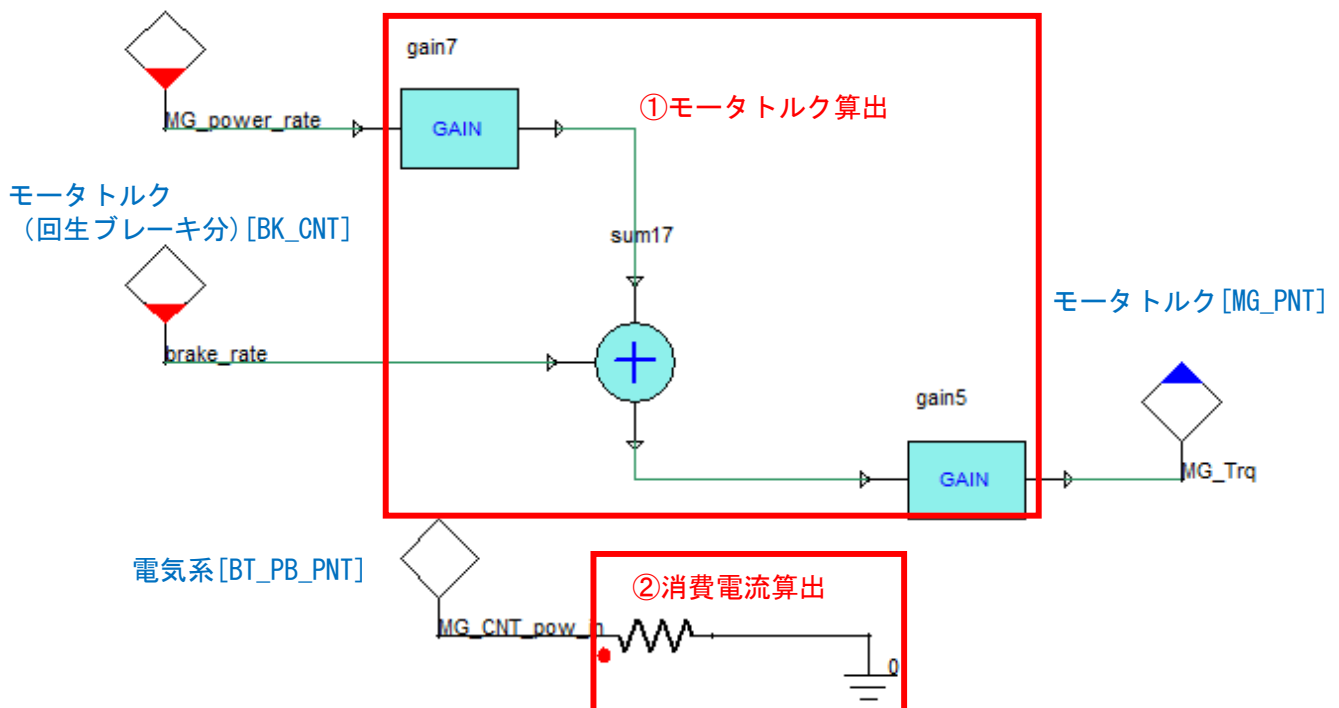 gain7
①モータトルク算出
MG_power_rate
GAIN
モータトルク
（回生ブレーキ分）[BK_CNT]
sum17
モータトルク[MG_PNT]
brake_rate
gain5
GAIN
MG_Trq
電気系[BT_PB_PNT]
②消費電流算出
MG_CNT_pow_in
0